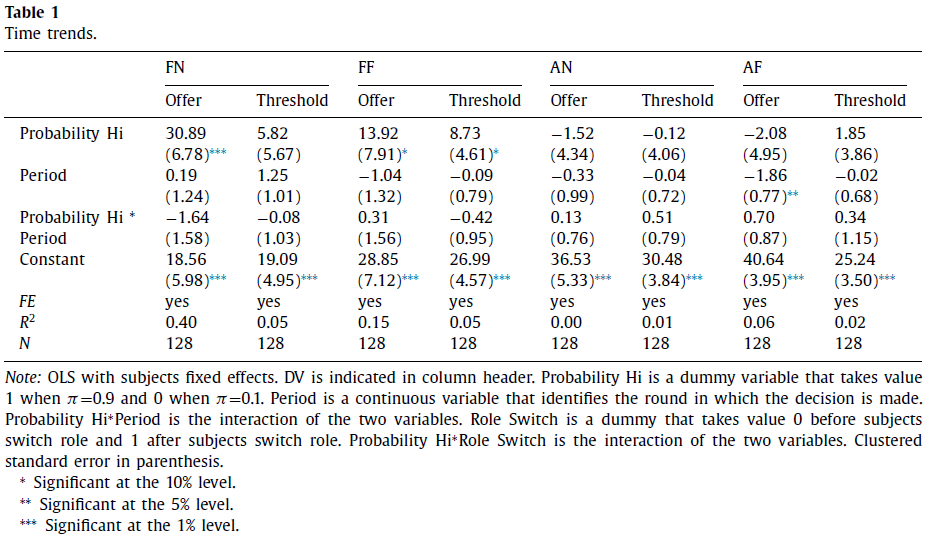 Table 1
Time trends.
FN FF AN AF
Offer Threshold Offer Threshold Offer Threshold Offer Threshold
Probability Hi 30.89 5.82 13.92 8.73 −1.52 −0.12 −2.08 1.85
(6.78)*** (5.67) (7.91)* (4.61)* (4.34) (4.06) (4.95) (3.86)
Period 0.19 1.25 −1.04 −0.09 −0.33 −0.04 −1.86 −0.02
(1.24) (1.01) (1.32) (0.79) (0.99) (0.72) (0.77)** (0.68)
Probability Hi * −1.64 −0.08 0.31 −0.42 0.13 0.51 0.70 0.34
Period (1.58) (1.03) (1.56) (0.95) (0.76) (0.79) (0.87) (1.15)
Constant 18.56 19.09 28.85 26.99 36.53 30.48 40.64 25.24
(5.98)*** (4.95)*** (7.12)*** (4.57)*** (5.33)*** (3.84)*** (3.95)*** (3.50)***
FE yes yes yes yes yes yes yes yes
R² 0.40 0.05 0.15 0.05 0.00 0.01 0.06 0.02
N 128 128 128 128 128 128 128 128
Note: OLS with subjects fixed effects. DV is indicated in column header. Probability Hi is a dummy variable that takes value
1 when π=0.9 and 0 when π=0.1. Period is a continuous variable that identifies the round in which the decision is made.
Probability Hi*Period is the interaction of the two variables. Role Switch is a dummy that takes value 0 before subjects
switch role and 1 after subjects switch role. Probability Hi*Role Switch is the interaction of the two variables. Clustered
standard error in parenthesis.
* Significant at the 10% level.
** Significant at the 5% level.
*** Significant at the 1% level.